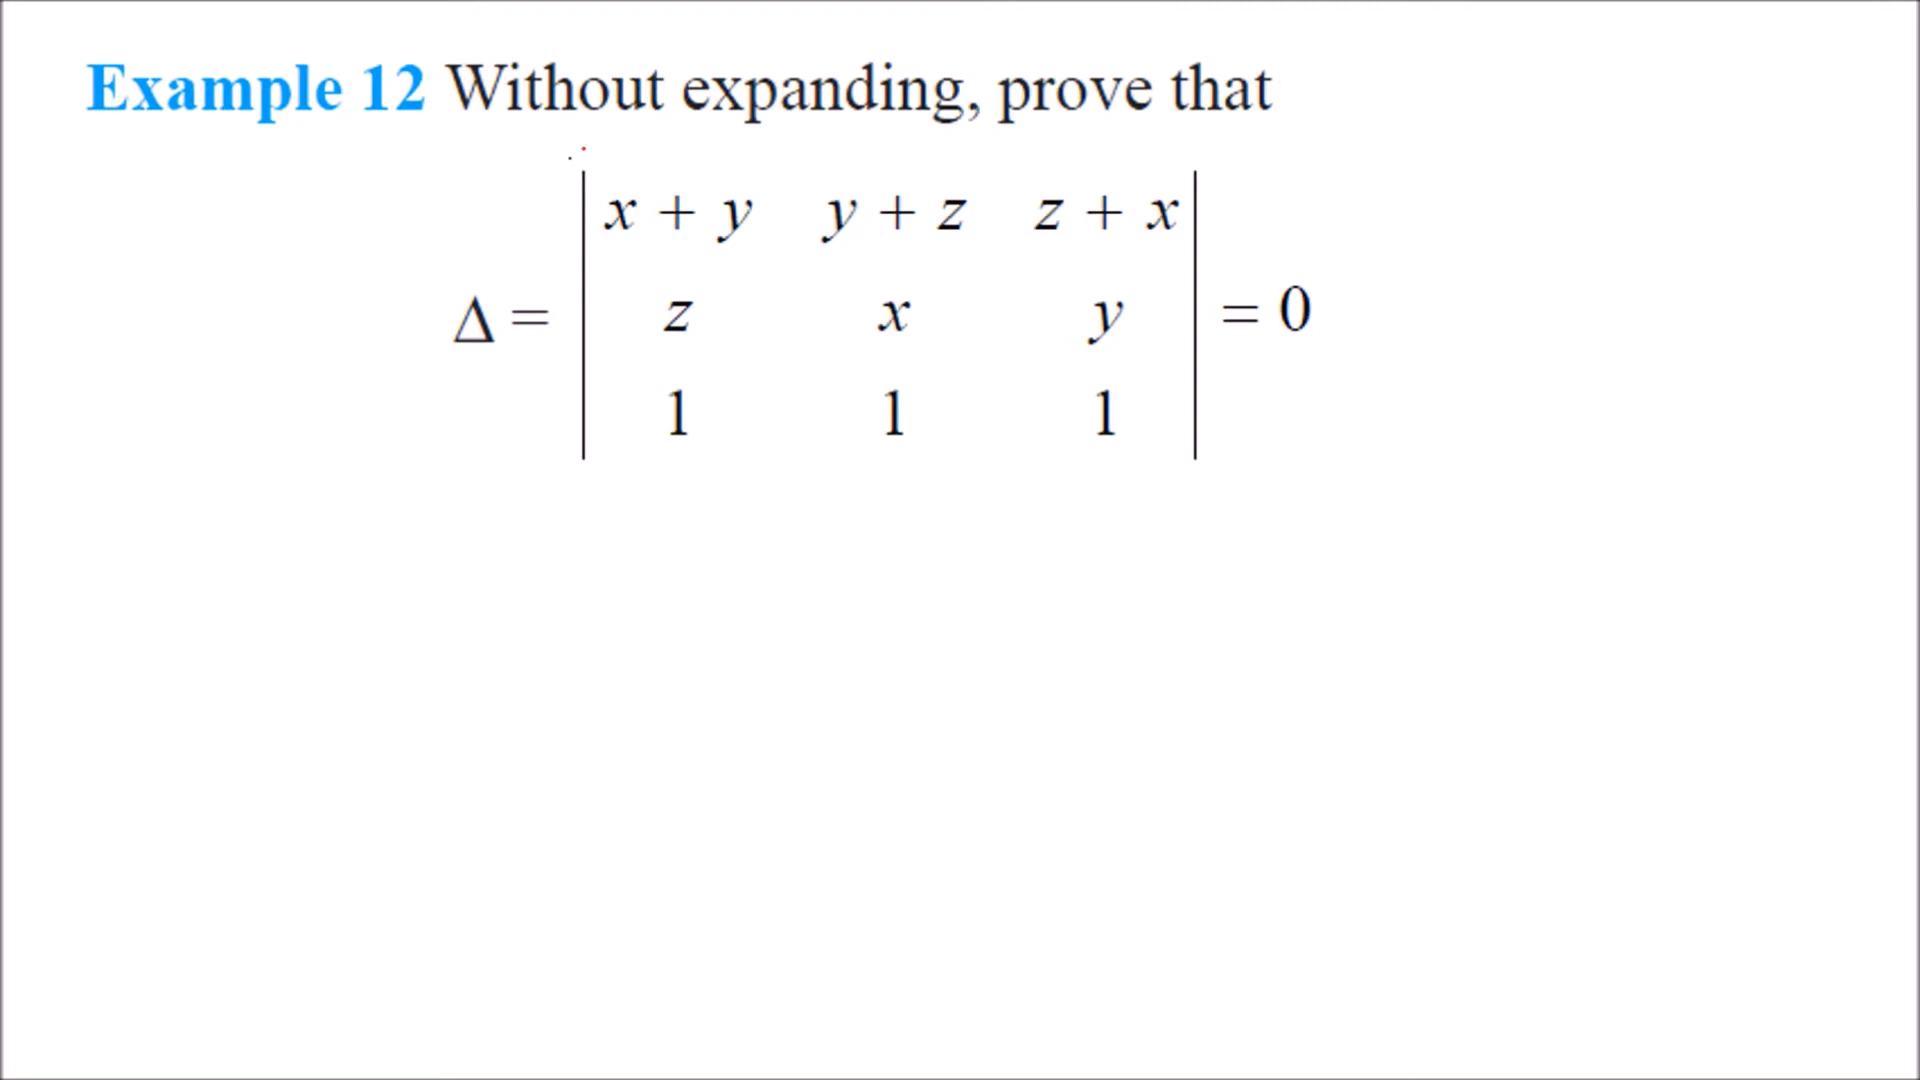 Example 12 Without expanding, prove that
x + y y + z z + x
Δ = z x y = 0
1 1 1